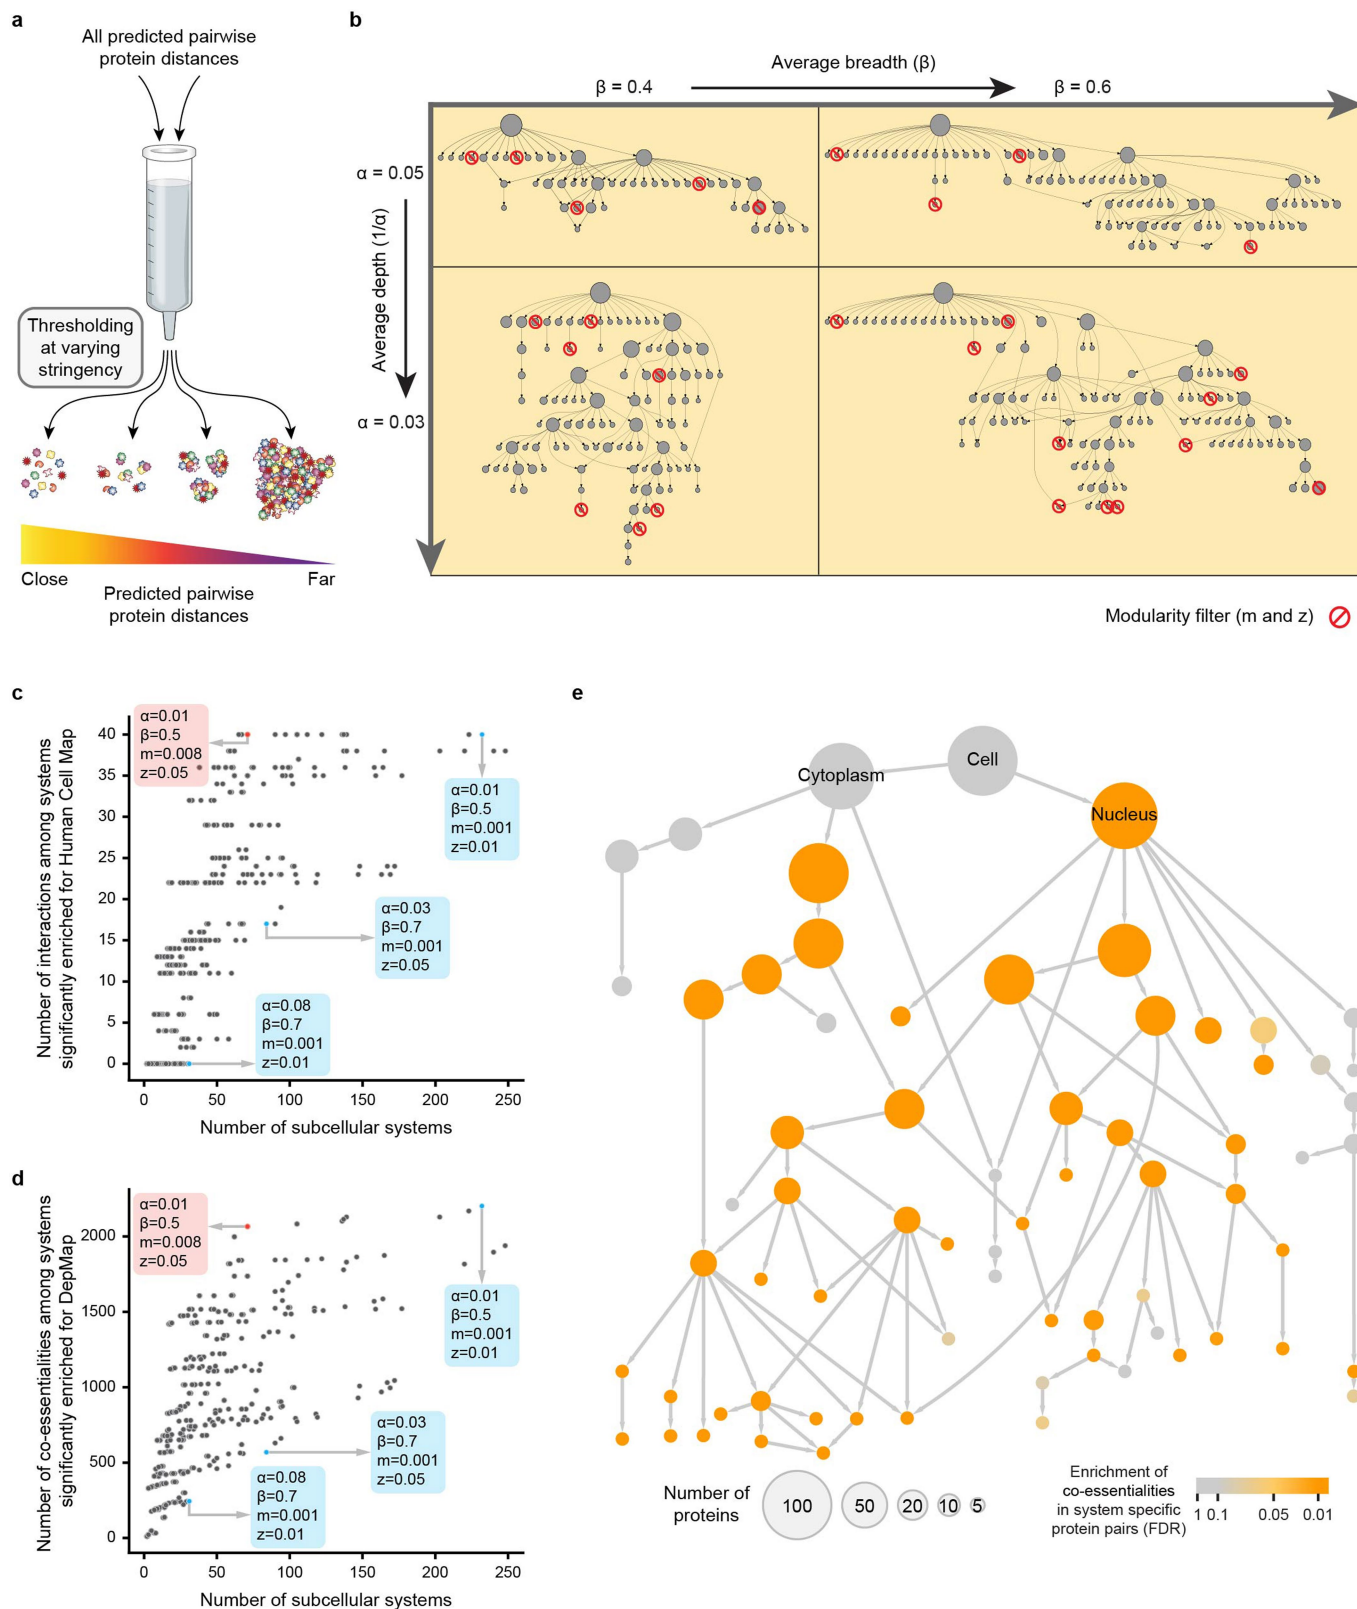 a
All predicted pairwise
protein distances
Thresholding
at varying
stringency
Close
Far
Predicted pairwise
protein distances
b
Average breadth (β)
β = 0.4
β = 0.6
α = 0.05
Average depth (1/α)
α = 0.03
Modularity filter (m and z)
c
Number of interactions among systems
significantly enriched for Human Cell Map
40
35
30
25
20
15
10
5
0
α=0.01
β=0.5
m=0.008
z=0.05
α=0.01
β=0.5
m=0.001
z=0.01
α=0.03
β=0.7
m=0.001
z=0.05
α=0.08
β=0.7
m=0.001
z=0.01
0
50
100
150
200
250
Number of subcellular systems
d
Number of co-essentialities among systems
significantly enriched for DepMap
2000
1500
1000
500
0
α=0.01
β=0.5
m=0.008
z=0.05
α=0.01
β=0.5
m=0.001
z=0.01
α=0.03
β=0.7
m=0.001
z=0.05
α=0.08
β=0.7
m=0.001
z=0.01
0
50
100
150
200
250
Number of subcellular systems
e
Cell
Cytoplasm
Nucleus
Number of
proteins
100
50
20
10
5
Enrichment of
co-essentialities
in system specific
protein pairs (FDR)
1 0.1
0.05
0.01